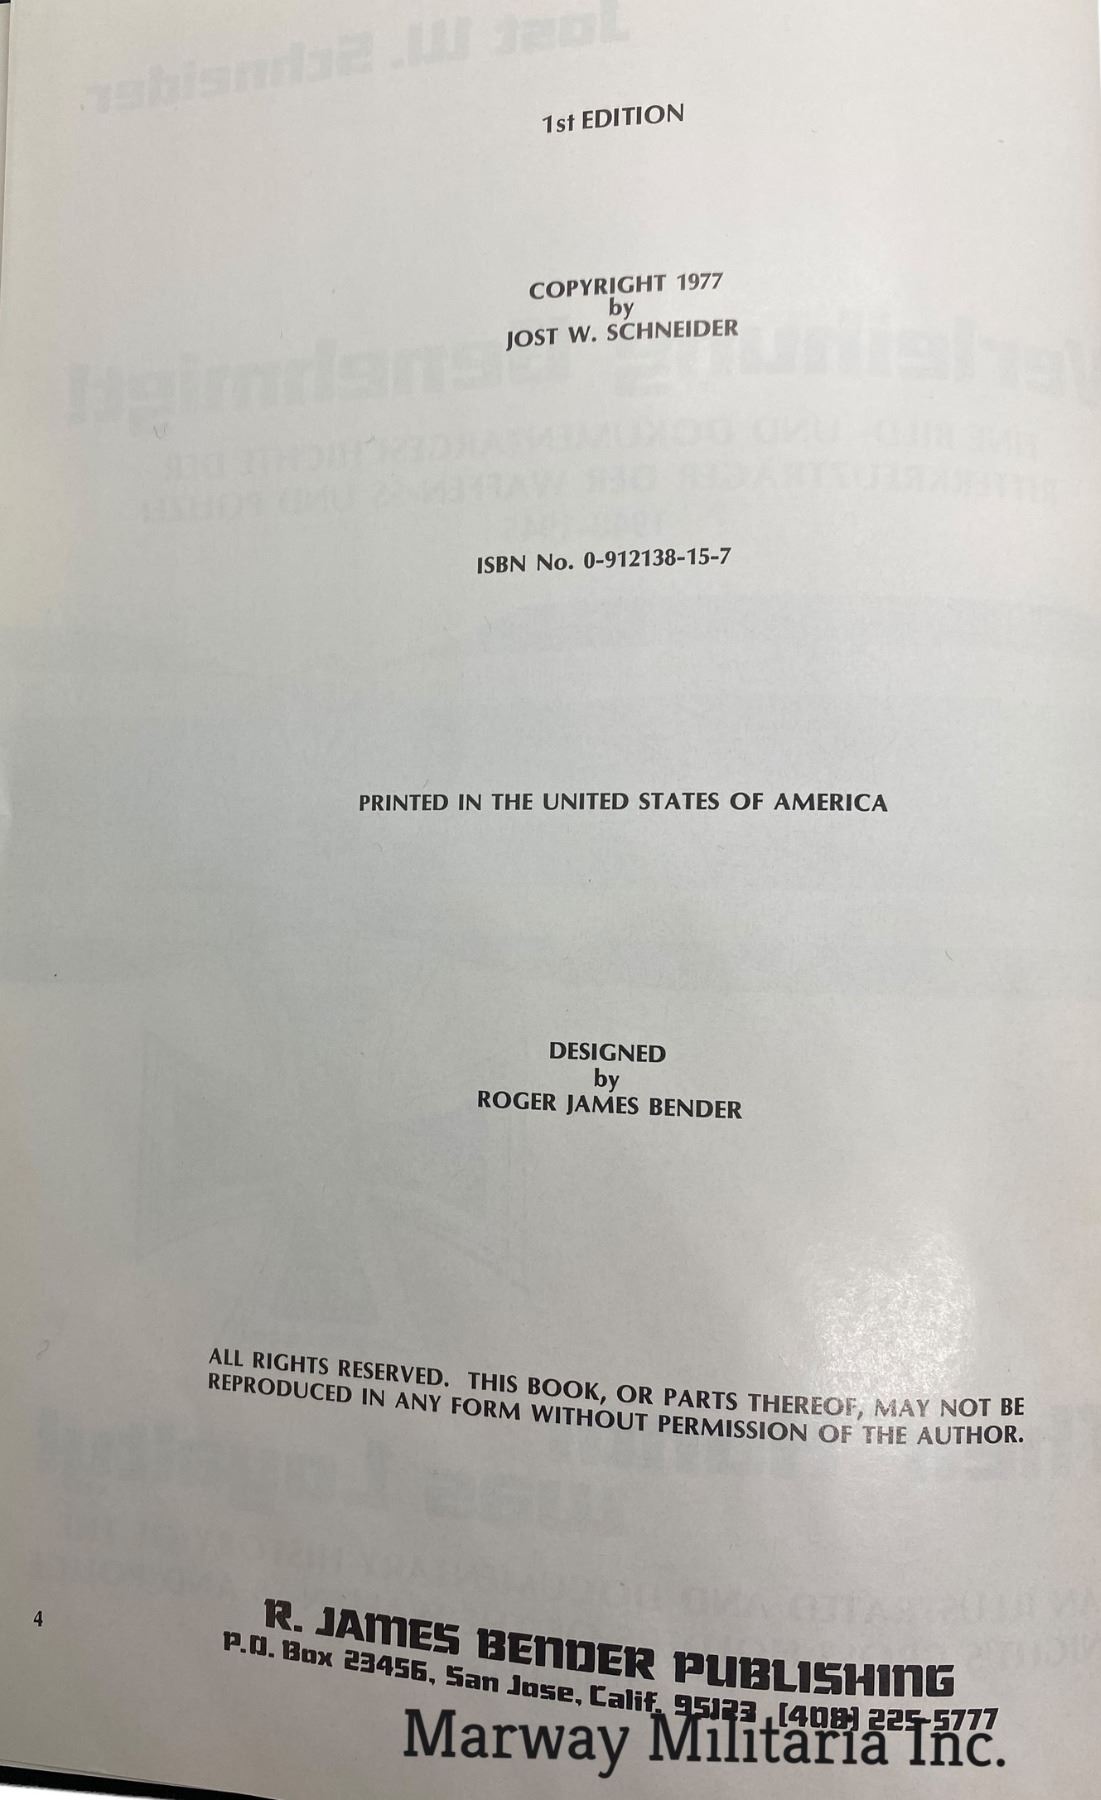 1st EDITION
COPYRIGHT 1977
by
JOST W. SCHNEIDER
ISBN No. 0-912138-15-7
PRINTED IN THE UNITED STATES OF AMERICA
DESIGNED
by
ROGER JAMES BENDER
ALL RIGHTS RESERVED. THIS BOOK, OR PARTS THEREOF, MAY NOT BE
REPRODUCED IN ANY FORM WITHOUT PERMISSION OF THE AUTHOR.
4
R. JAMES BENDER PUBLISHING
P.O. Box 23456, San Jose, Calif. 95123 (408) 225-5777
Marway Militaria Inc.